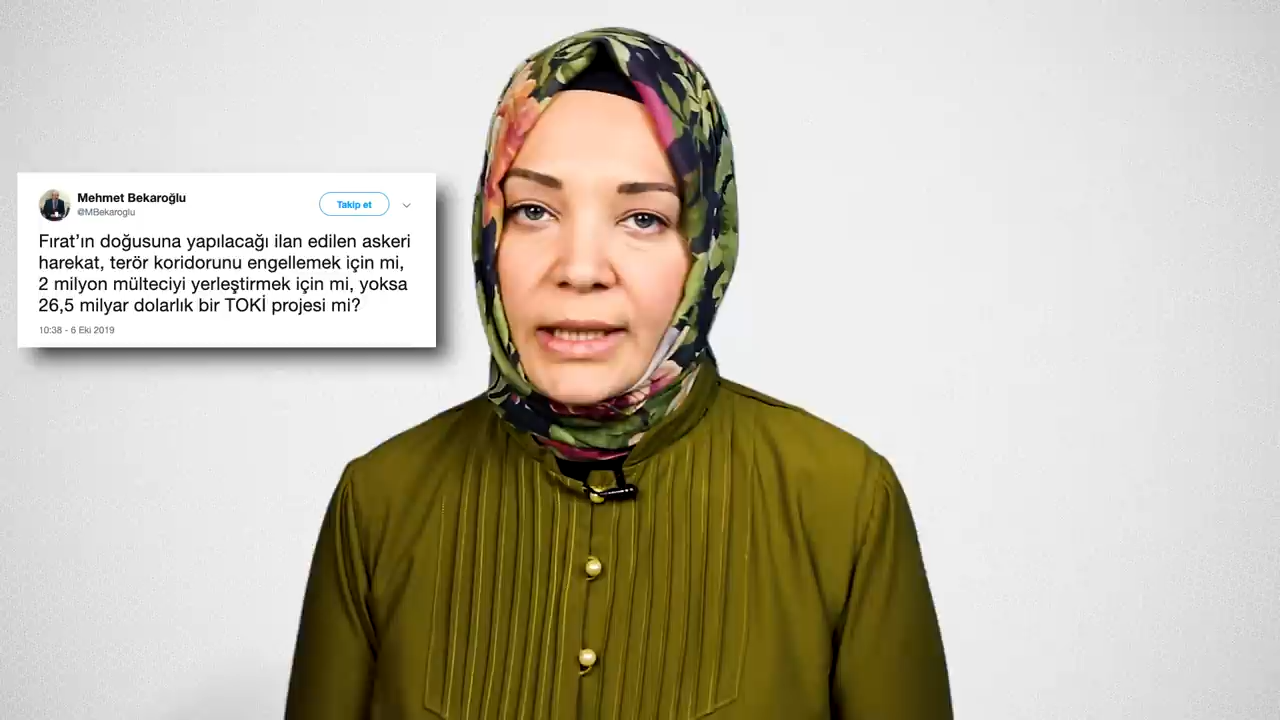 Mehmet Bekaroğlu
@MBekaroglu
Takip et
Fırat'ın doğusuna yapılacağı ilan edilen askeri
harekat, terör koridorunu engellemek için mi,
2 milyon mülteciyi yerleştirmek için mi, yoksa
26,5 milyar dolarlık bir TOKİ projesi mi?
10:38 - 6 Eki 2019